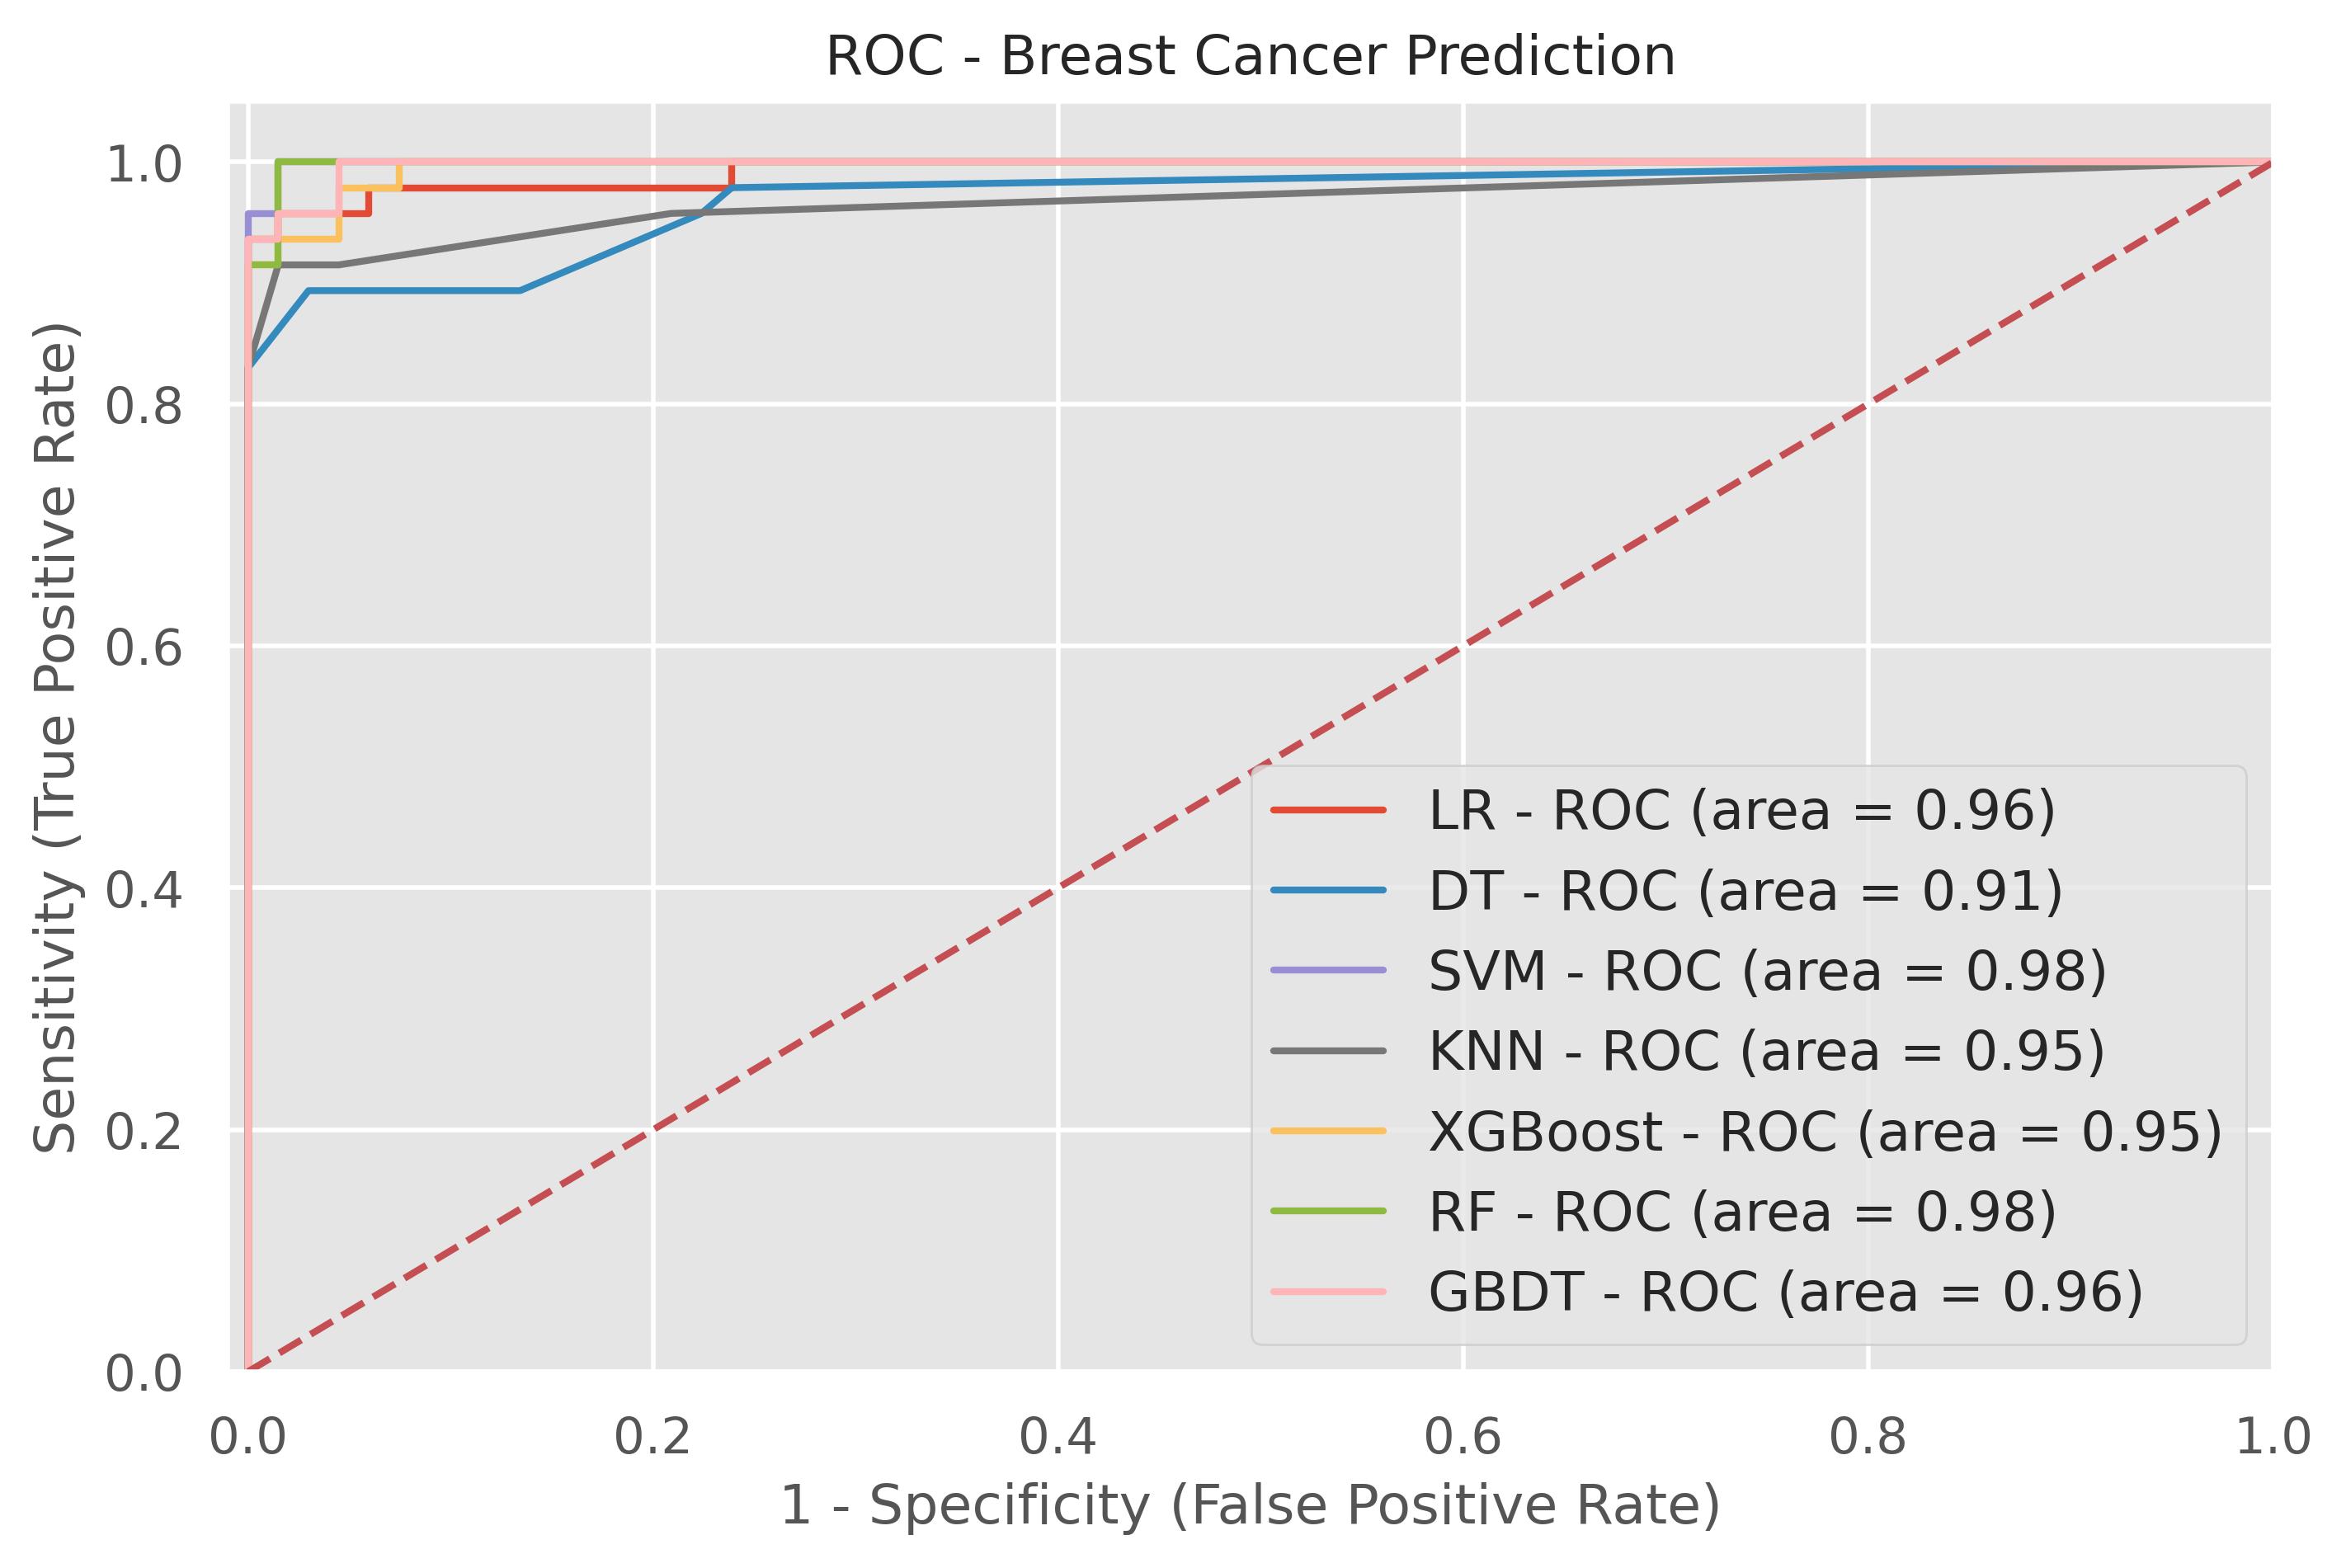 ROC - Breast Cancer Prediction
Sensitivity (True Positive Rate)
1.0
0.8
0.6
0.4
0.2
0.0
LR - ROC (area = 0.96)
DT - ROC (area = 0.91)
SVM - ROC (area = 0.98)
KNN - ROC (area = 0.95)
XGBoost - ROC (area = 0.95)
RF - ROC (area = 0.98)
GBDT - ROC (area = 0.96)
0.0 0.2 0.4 0.6 0.8 1.0
1 - Specificity (False Positive Rate)